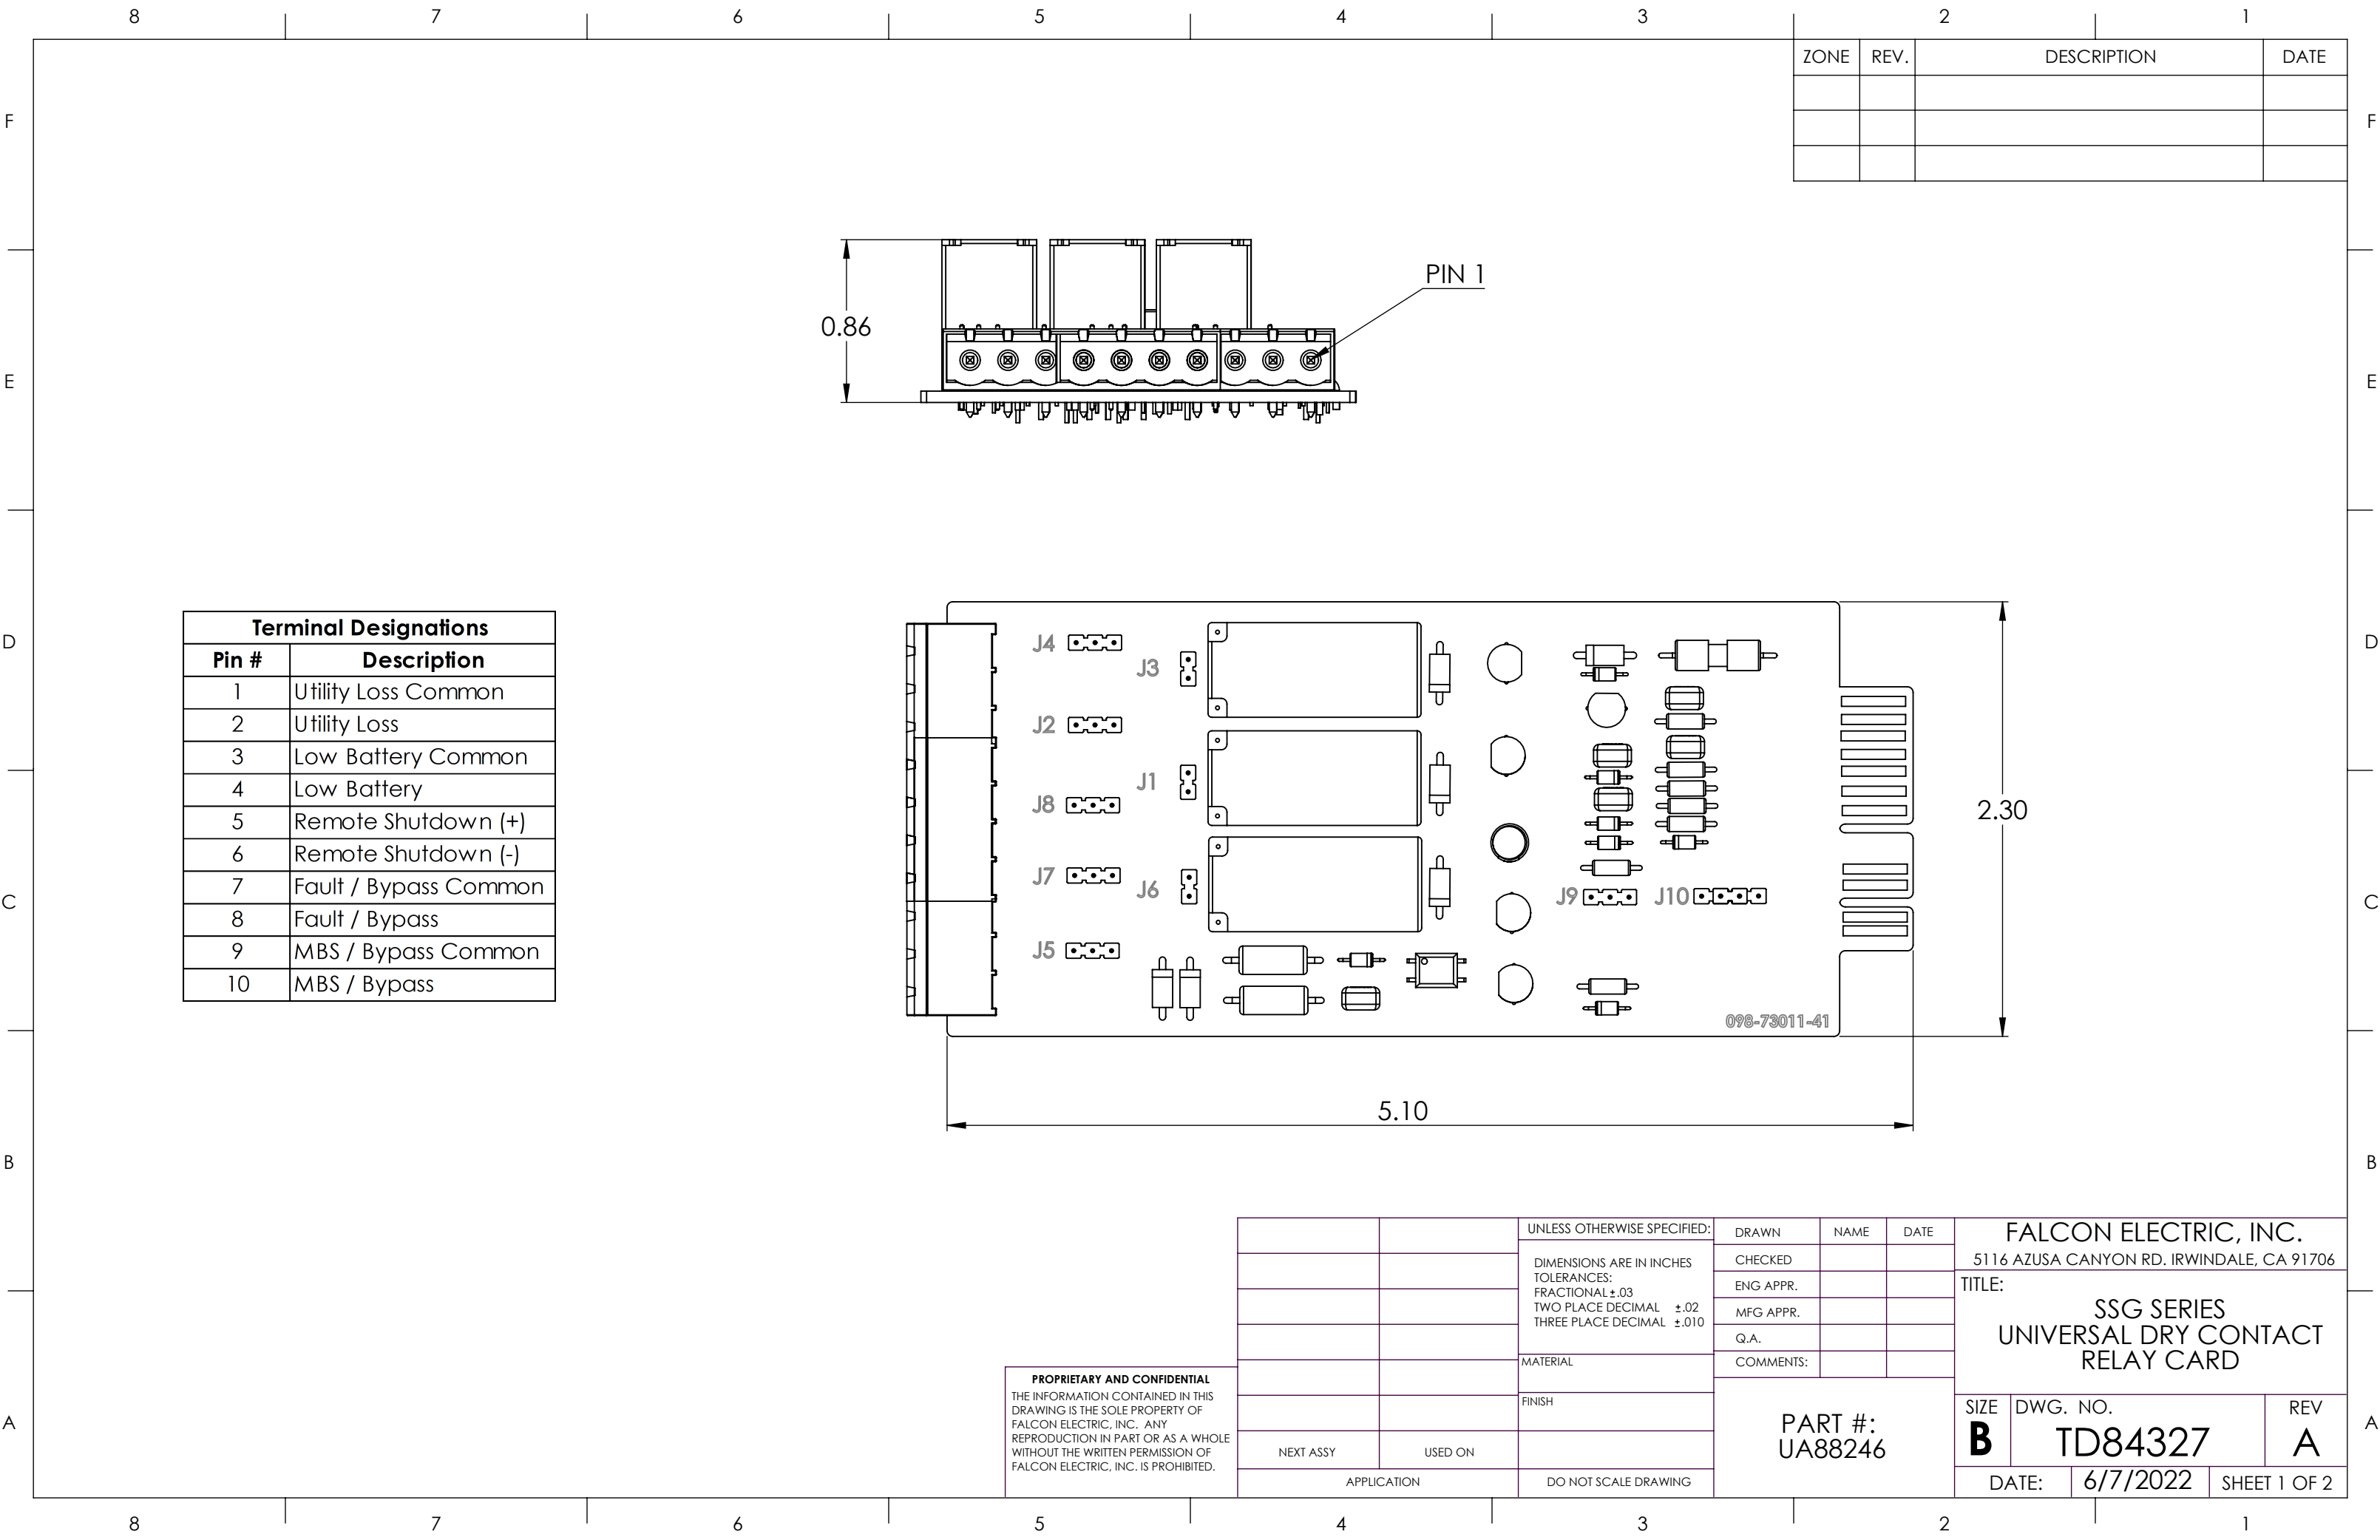 8 7 6 5 4 3 2 1
ZONE REV. DESCRIPTION DATE
F F
PIN 1
0.86
E E
Terminal Designations
Pin # Description
1 Utility Loss Common
2 Utility Loss
3 Low Battery Common
4 Low Battery
5 Remote Shutdown (+)
6 Remote Shutdown (-)
7 Fault / Bypass Common
8 Fault / Bypass
9 MBS / Bypass Common
10 MBS / Bypass
D D
J4
J3
J2
J1
J8
2.30
J7
J6
J9 J10
C C
J5
098-73011-41
5.10
B B
PROPRIETARY AND CONFIDENTIAL
THE INFORMATION CONTAINED IN THIS
DRAWING IS THE SOLE PROPERTY OF
FALCON ELECTRIC, INC. ANY
REPRODUCTION IN PART OR AS A WHOLE
WITHOUT THE WRITTEN PERMISSION OF
FALCON ELECTRIC, INC. IS PROHIBITED.
NEXT ASSY USED ON
APPLICATION
UNLESS OTHERWISE SPECIFIED:
DIMENSIONS ARE IN INCHES
TOLERANCES:
FRACTIONAL ±.03
TWO PLACE DECIMAL ±.02
THREE PLACE DECIMAL ±.010
MATERIAL
FINISH
DO NOT SCALE DRAWING
DRAWN NAME DATE
CHECKED
ENG APPR.
MFG APPR.
Q.A.
COMMENTS:
PART #:
UA88246
FALCON ELECTRIC, INC.
5116 AZUSA CANYON RD. IRWINDALE, CA 91706
TITLE:
SSG SERIES
UNIVERSAL DRY CONTACT
RELAY CARD
SIZE DWG. NO. REV
B TD84327 A
DATE: 6/7/2022 SHEET 1 OF 2
A A
8 7 6 5 4 3 2 1